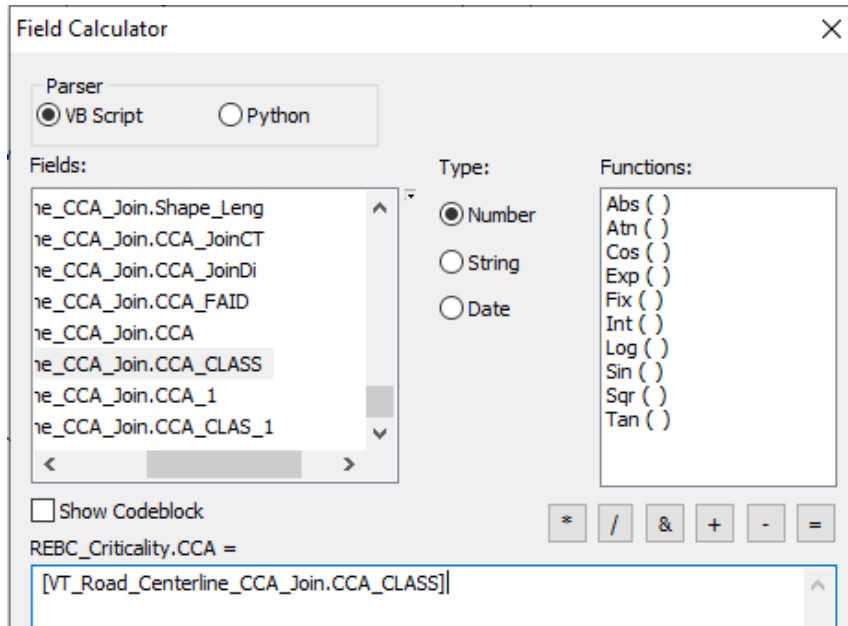 Field Calculator
Parser
VB Script
Python
Fields:
Type:
Functions:
ne_CCA_Join.Shape_Leng
ne_CCA_Join.CCA_JoinCT
ne_CCA_Join.CCA_JoinDi
ne_CCA_Join.CCA_FAID
ne_CCA_Join.CCA
ne_CCA_Join.CCA_CLASS
ne_CCA_Join.CCA_1
ne_CCA_Join.CCA_CLAS_1
Number
String
Date
Abs ( )
Atn ( )
Cos ( )
Exp ( )
Fix ( )
Int ( )
Log ( )
Sin ( )
Sqr ( )
Tan ( )
Show Codeblock
* / & + - =
REBC_Criticality.CCA =
[VT_Road_Centerline_CCA_Join.CCA_CLASS]